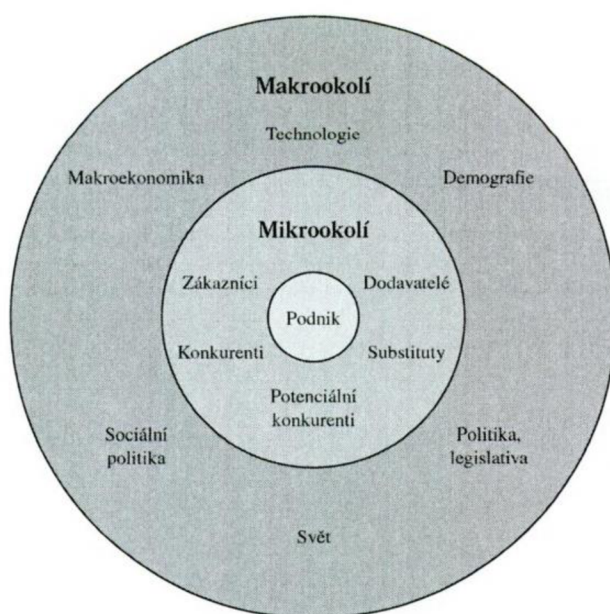 Makrookolí
Technologie
Makroekonomika
Demografie
Mikrookolí
Zákazníci
Dodavatelé
Podnik
Konkurenti
Substituty
Potenciální
konkurenti
Sociální
politika
Politika,
legislativa
Svět